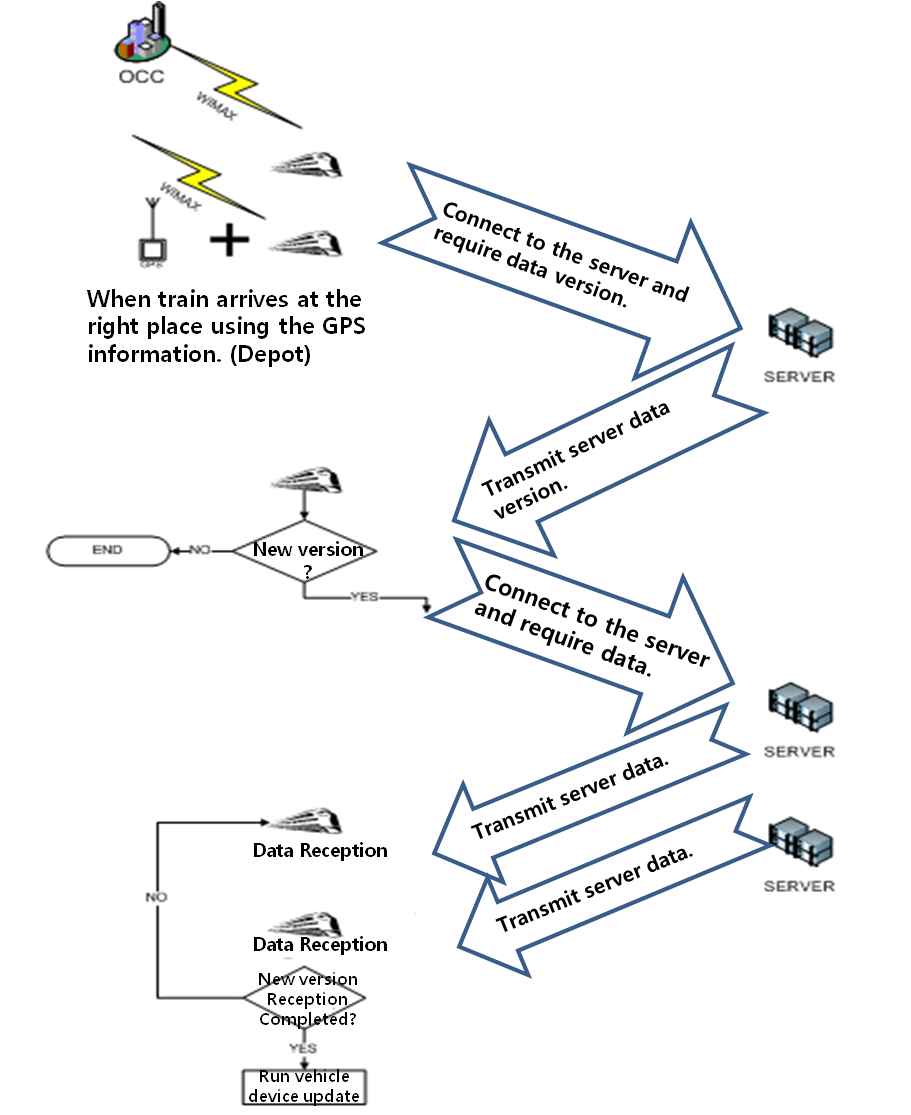 OCC
WIMAX
WIMAX
GPS
When train arrives at the
right place using the GPS
information. (Depot)
Connect to the server and
require data version.
SERVER
Transmit server data
version.
END
NO
New version
?
YES
Connect to the server
and require data.
SERVER
Transmit server data.
Data Reception
Transmit server data.
SERVER
NO
Data Reception
New version
Reception
Completed?
YES
Run vehicle
device update